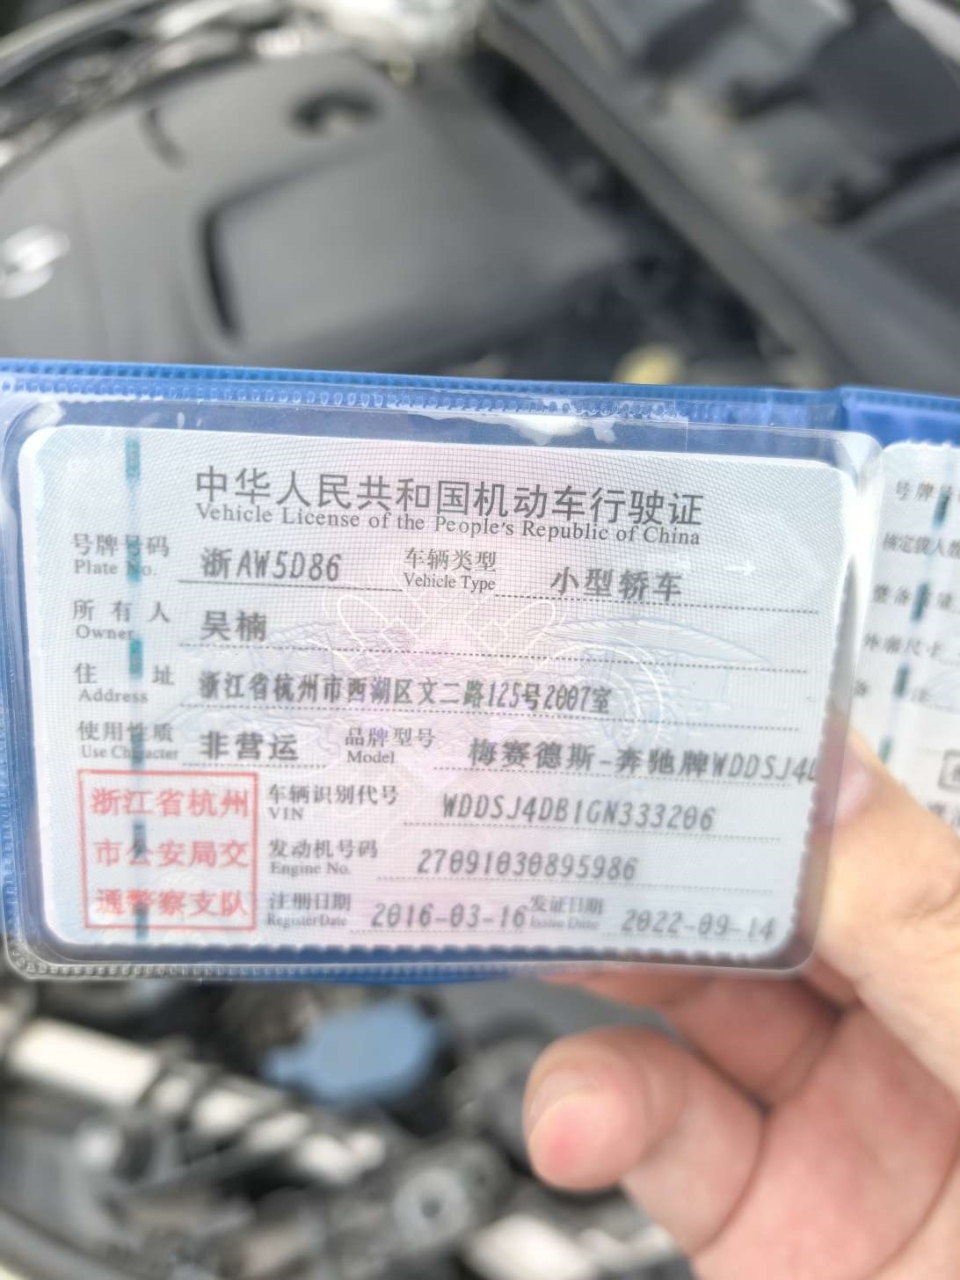 中华人民共和国机动车行驶证
Vehicle License of the People's Republic of China
号牌号码 浙AW5D86 车辆类型 小型轿车
Plate No. Vehicle Type
所有人 吴楠
Owner
住址 浙江省杭州市西湖区文二路125号2007室
Address
使用性质 非营运 品牌型号 梅赛德斯-奔驰牌WDDSJ4D
Use Character Model
浙江省杭州市公安局交通警察支队
车辆识别代号 WDDSJ4DB1GN333206
VIN
发动机号码 27091030895986
Engine No.
注册日期 2016-03-16 发证日期 2022-09-14
Register Date Issue Date
号牌
外廓尺寸